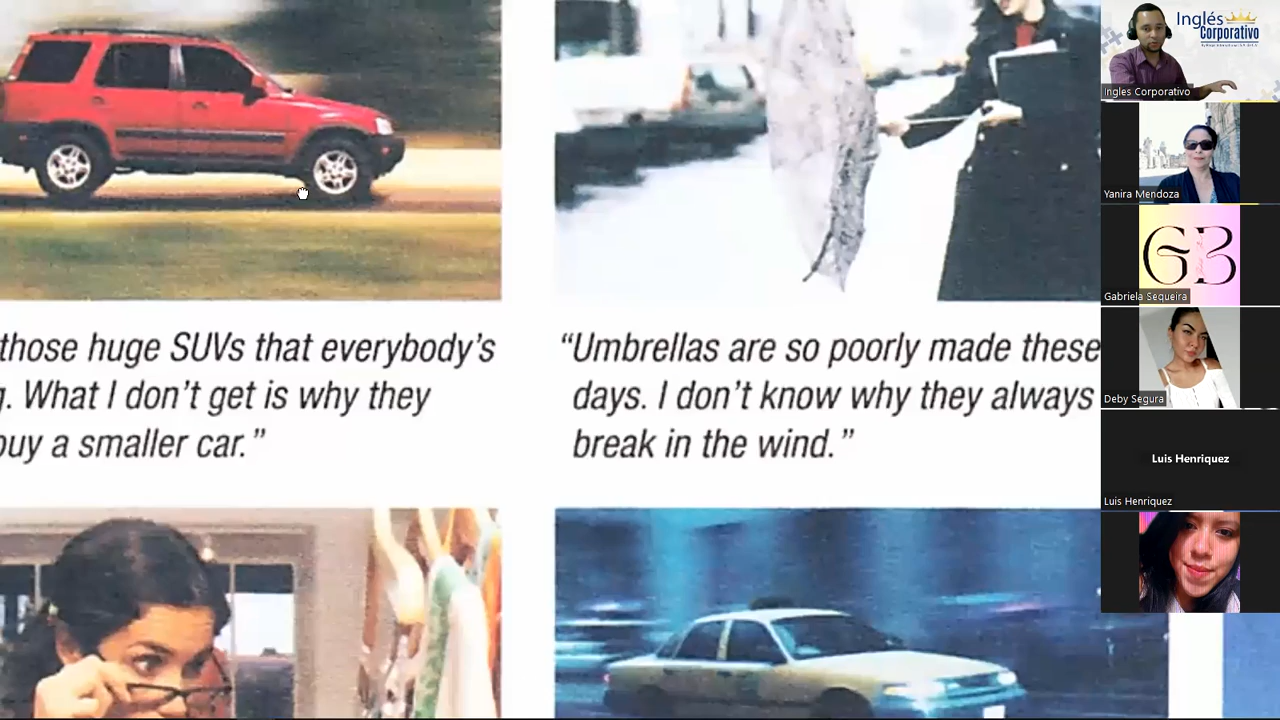 those huge SUVs that everybody's
What I don't get is why they
buy a smaller car."
"Umbrellas are so poorly made these
days. I don't know why they always
break in the wind."
Inglés
Corporativo
Ingles Corporativo
Yanira Mendoza
GB
Gabriela Sequeira
Deby Segura
Luis Henriquez
Luis Henriquez